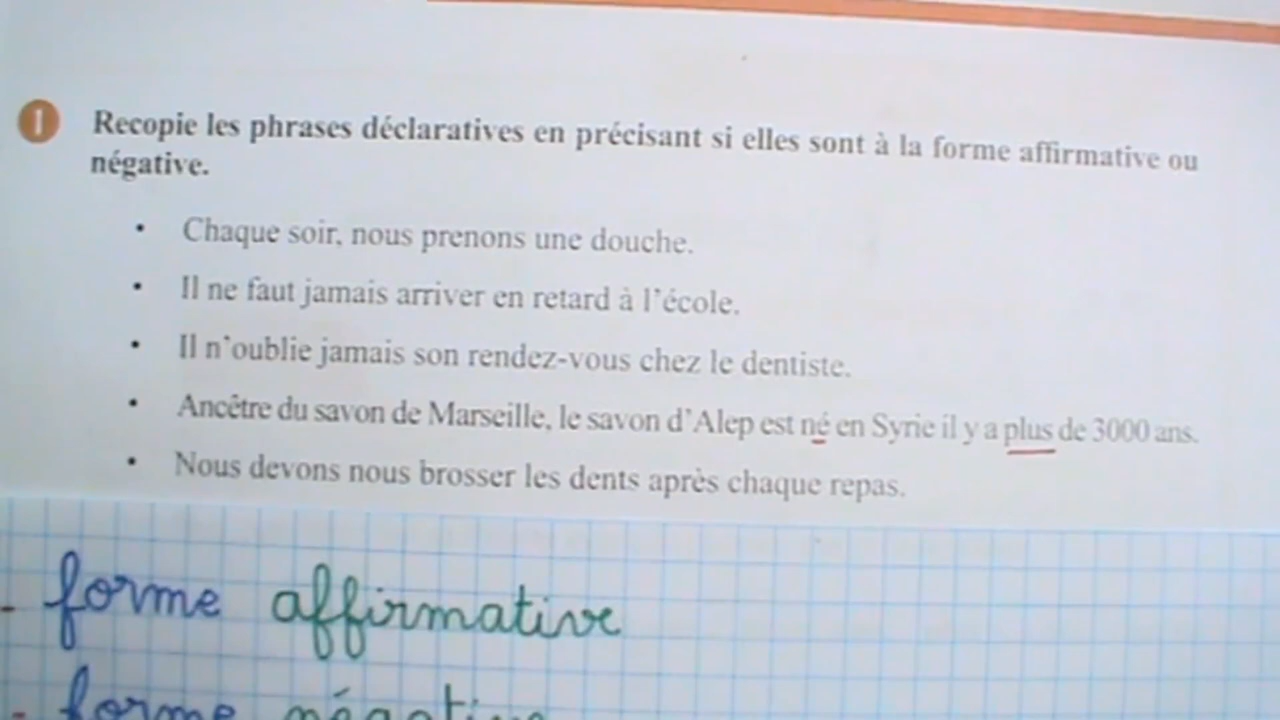 1 Recopie les phrases déclaratives en précisant si elles sont à la forme affirmative ou
négative.
• Chaque soir, nous prenons une douche.
• Il ne faut jamais arriver en retard à l'école.
• Il n'oublie jamais son rendez-vous chez le dentiste.
• Ancêtre du savon de Marseille, le savon d'Alep est né en Syrie il y a plus de 3000 ans.
• Nous devons nous brosser les dents après chaque repas.
- forme affirmative
- forme négative